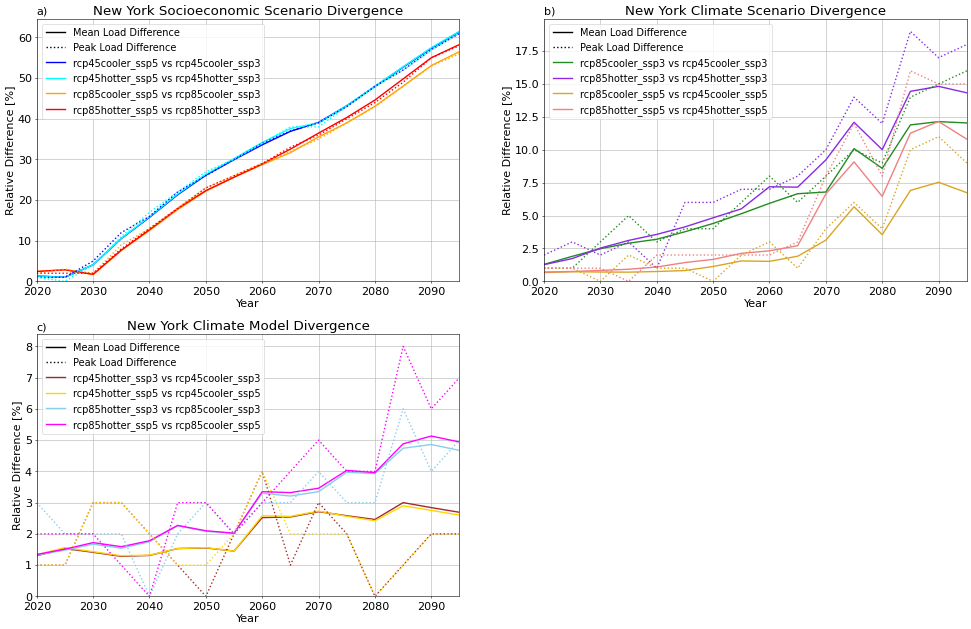 a)
New York Socioeconomic Scenario Divergence
Relative Difference [%]
60
50
40
30
20
10
0
Mean Load Difference
Peak Load Difference
rcp45cooler_ssp5 vs rcp45cooler_ssp3
rcp45hotter_ssp5 vs rcp45hotter_ssp3
rcp85cooler_ssp5 vs rcp85cooler_ssp3
rcp85hotter_ssp5 vs rcp85hotter_ssp3
2020 2030 2040 2050 2060 2070 2080 2090
Year
b)
New York Climate Scenario Divergence
Relative Difference [%]
17.5
15.0
12.5
10.0
7.5
5.0
2.5
0.0
Mean Load Difference
Peak Load Difference
rcp85cooler_ssp3 vs rcp45cooler_ssp3
rcp85hotter_ssp3 vs rcp45hotter_ssp3
rcp85cooler_ssp5 vs rcp45cooler_ssp5
rcp85hotter_ssp5 vs rcp45hotter_ssp5
2020 2030 2040 2050 2060 2070 2080 2090
Year
c)
New York Climate Model Divergence
Relative Difference [%]
8
7
6
5
4
3
2
1
0
Mean Load Difference
Peak Load Difference
rcp45hotter_ssp3 vs rcp45cooler_ssp3
rcp45hotter_ssp5 vs rcp45cooler_ssp5
rcp85hotter_ssp3 vs rcp85cooler_ssp3
rcp85hotter_ssp5 vs rcp85cooler_ssp5
2020 2030 2040 2050 2060 2070 2080 2090
Year